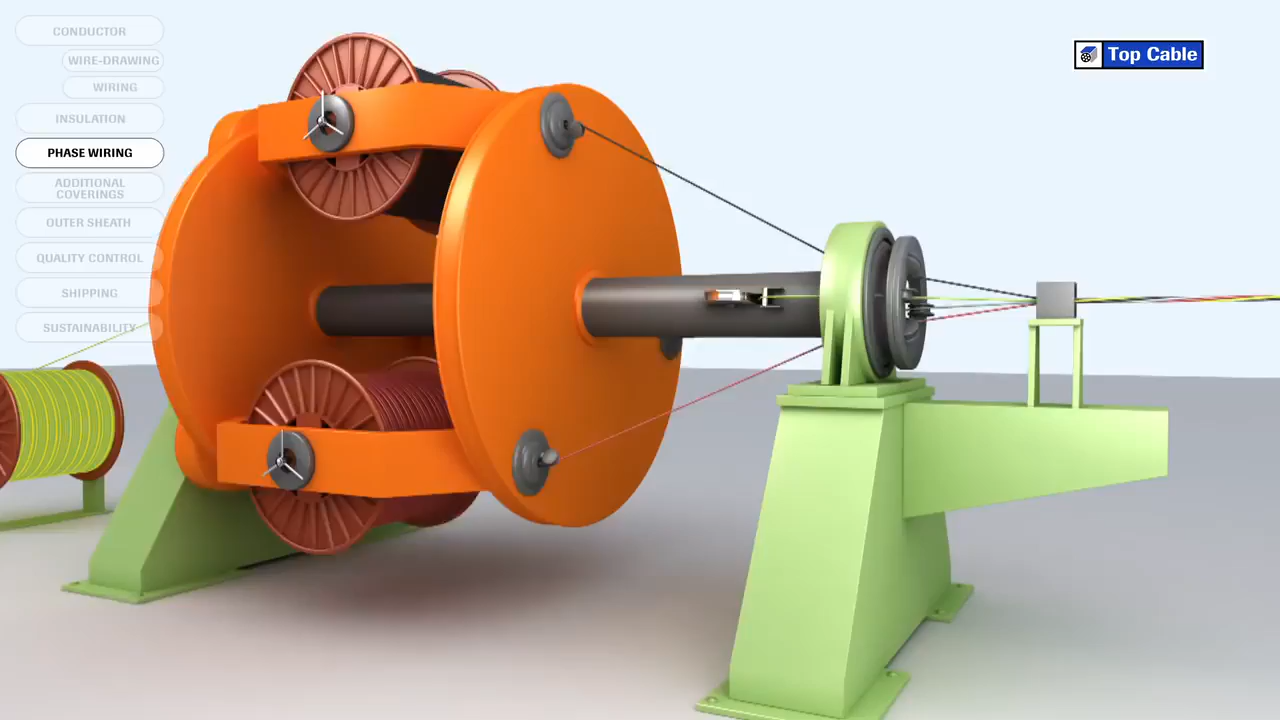 CONDUCTOR
WIRE-DRAWING
WIRING
INSULATION
PHASE WIRING
ADDITIONAL
COVERINGS
OUTER SHEATH
QUALITY CONTROL
SHIPPING
SUSTAINABILITY
Top Cable